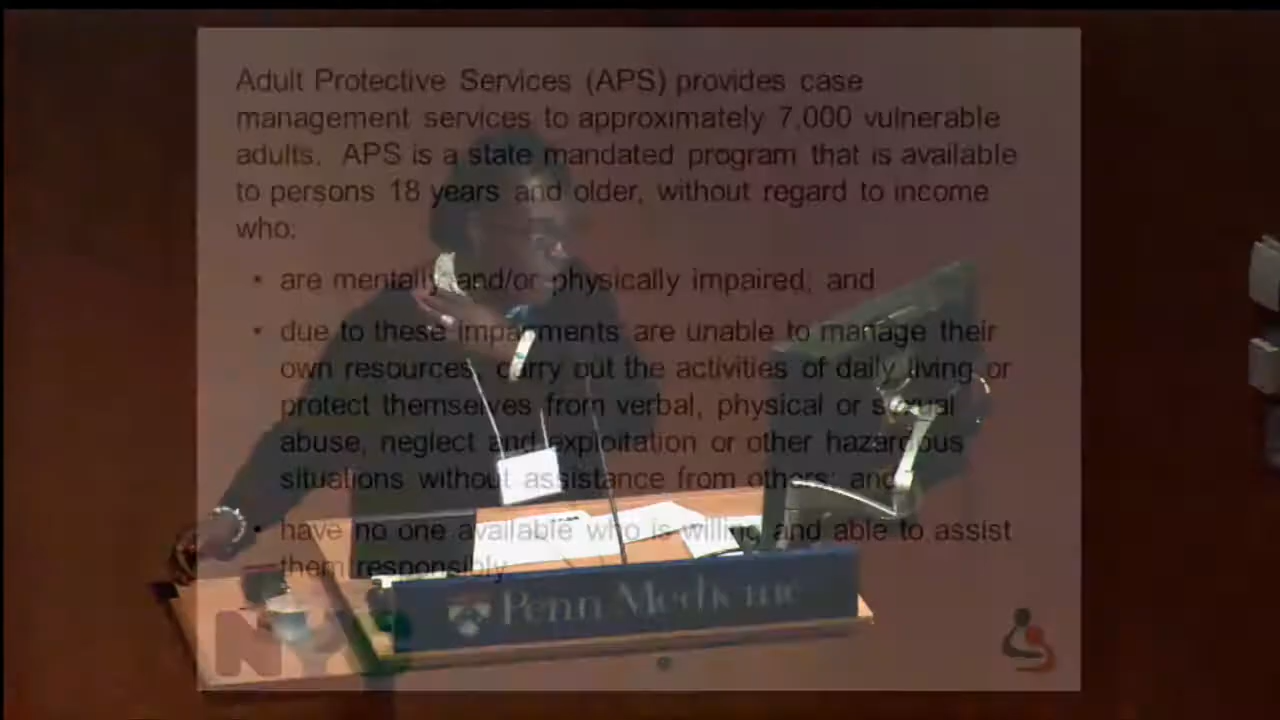 Adult Protective Services (APS) provides case
management services to approximately 7,000 vulnerable
adults. APS is a state mandated program that is available
to persons 18 years and older, without regard to income
who:
• are mentally and/or physically impaired; and
• due to these impairments are unable to manage their
own resources, carry out the activities of daily living or
protect themselves from verbal, physical or sexual
abuse, neglect and exploitation or other hazardous
situations without assistance from others; and
• have no one available who is willing and able to assist
them responsibly
Penn Medicine
NYC